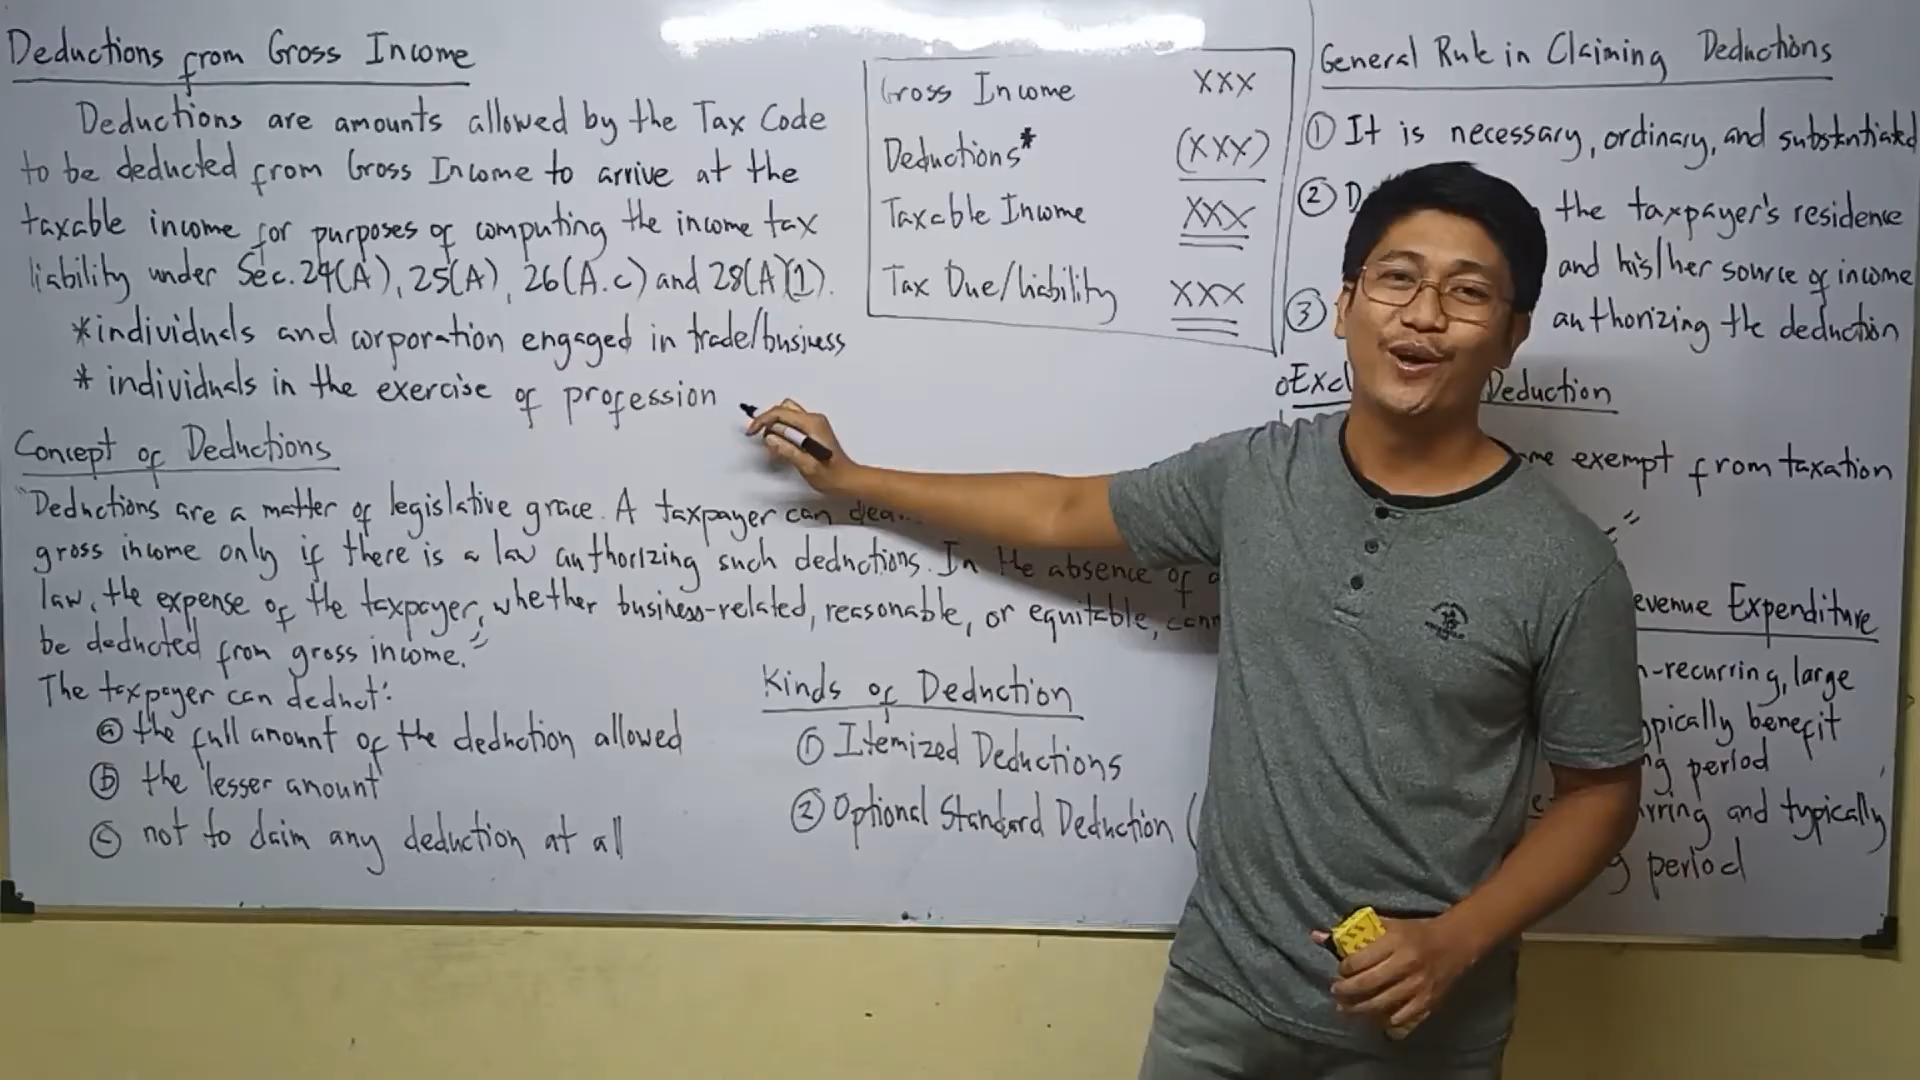 Deductions from Gross Income
Deductions are amounts allowed by the Tax Code
to be deducted from Gross Income to arrive at the
taxable income for purposes of computing the income tax
liability under Sec. 24(A), 25(A), 26(A.c) and 28(A)(1).
*individuals and corporation engaged in trade/business
* individuals in the exercise of profession
Concept of Deductions
"Deductions are a matter of legislative grace. A taxpayer can
gross income only if there is a law authorizing such deductions. In the absence of
law, the expense of the taxpayer, whether business-related, reasonable, or equitable,
be deducted from gross income."
The taxpayer can deduct:
ⓐ the full amount of the deduction allowed
ⓑ the lesser amount
ⓒ not to claim any deduction at all
Kinds of Deduction
① Itemized Deductions
② Optional Standard Deduction (
Gross Income XXX
Deductions* (XXX)
Taxable Income XXX
Tax Due/liability XXX
General Rule in Claiming Deductions
① It is necessary, ordinary, and substantiated
② the taxpayer's residence
and his/her source of income
③ authorizing the deduction
Deduction
exempt from taxation
Expenditure
recurring, large
benefit
period
and typically
period